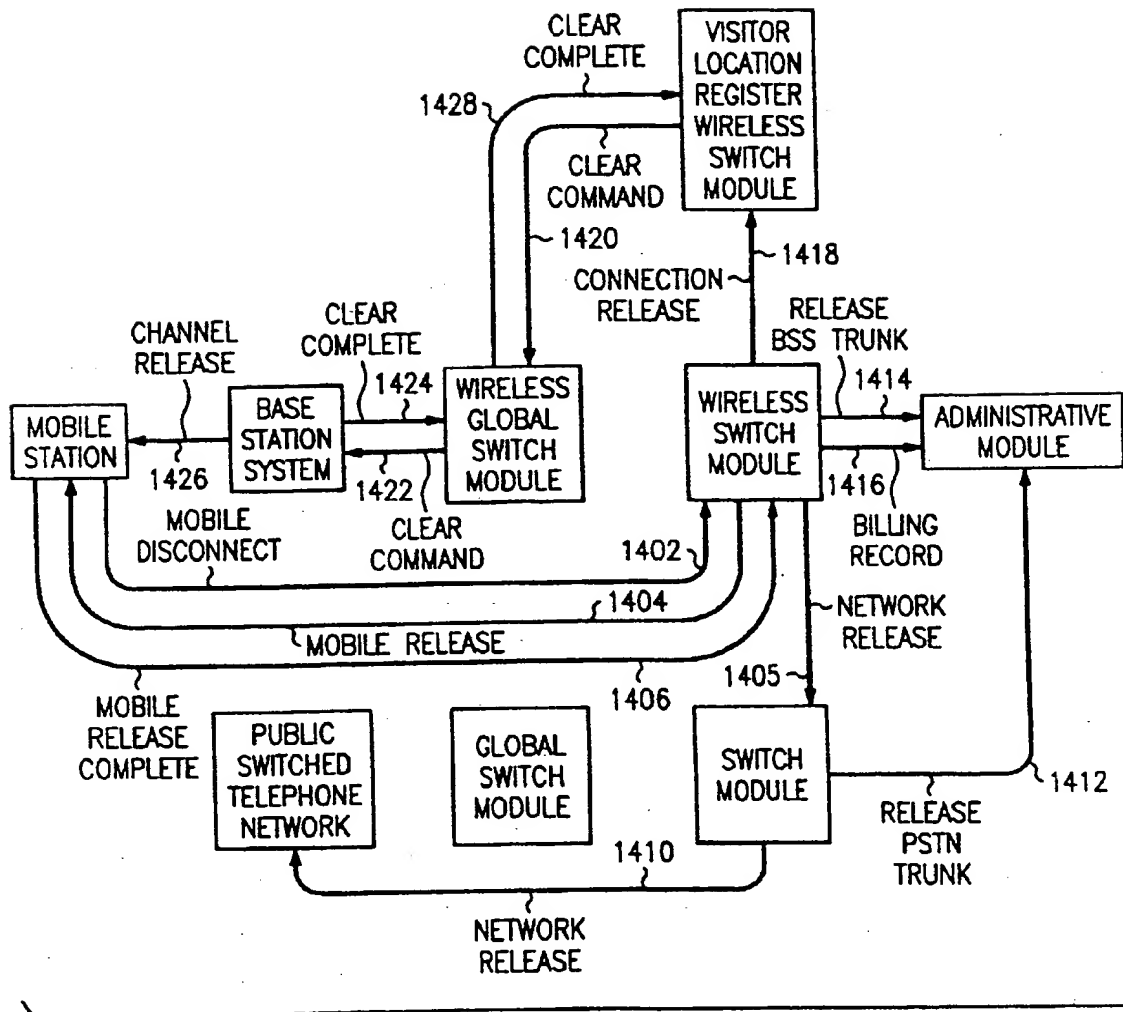 CLEAR
COMPLETE
1428
VISITOR
LOCATION
REGISTER
WIRELESS
SWITCH
MODULE
CLEAR
COMMAND
1420
1418
CONNECTION
RELEASE
RELEASE
BSS TRUNK
1414
CHANNEL
RELEASE
CLEAR
COMPLETE
1424
MOBILE
STATION
1426
BASE
STATION
SYSTEM
1422
WIRELESS
GLOBAL
SWITCH
MODULE
WIRELESS
SWITCH
MODULE
1416
ADMINISTRATIVE
MODULE
MOBILE
DISCONNECT
CLEAR
COMMAND
1402
BILLING
RECORD
1404
MOBILE RELEASE
NETWORK
RELEASE
1406
1405
MOBILE
RELEASE
COMPLETE
PUBLIC
SWITCHED
TELEPHONE
NETWORK
GLOBAL
SWITCH
MODULE
SWITCH
MODULE
1412
RELEASE
PSTN
TRUNK
1410
NETWORK
RELEASE